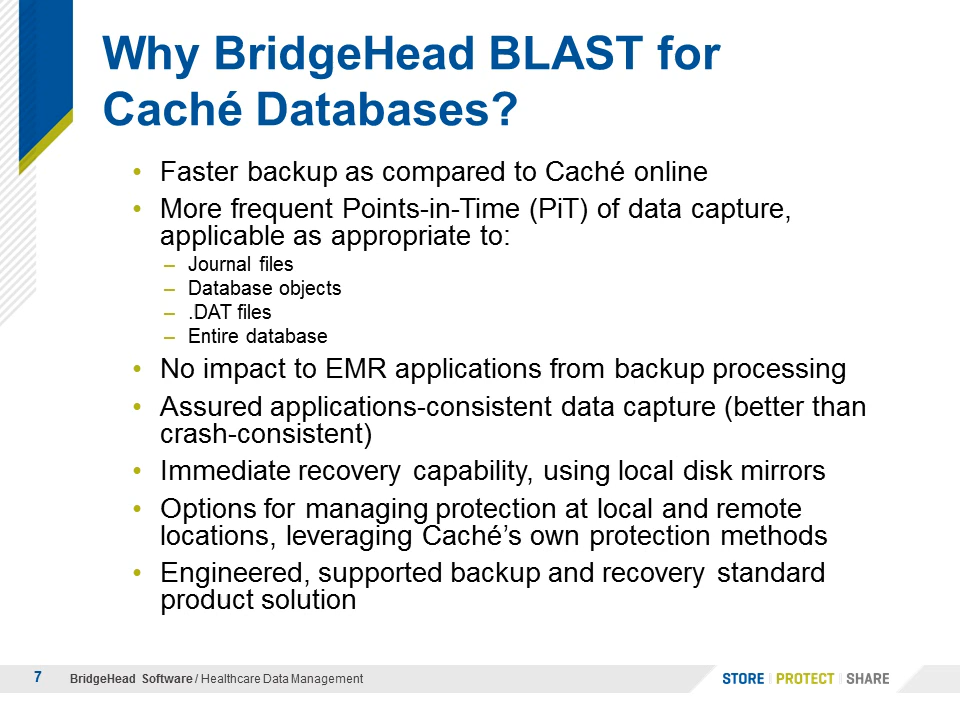 Why BridgeHead BLAST for
Caché Databases?
• Faster backup as compared to Caché online
• More frequent Points-in-Time (PiT) of data capture,
applicable as appropriate to:
– Journal files
– Database objects
– .DAT files
– Entire database
• No impact to EMR applications from backup processing
• Assured applications-consistent data capture (better than
crash-consistent)
• Immediate recovery capability, using local disk mirrors
• Options for managing protection at local and remote
locations, leveraging Caché’s own protection methods
• Engineered, supported backup and recovery standard
product solution
7 BridgeHead Software / Healthcare Data Management STORE | PROTECT | SHARE